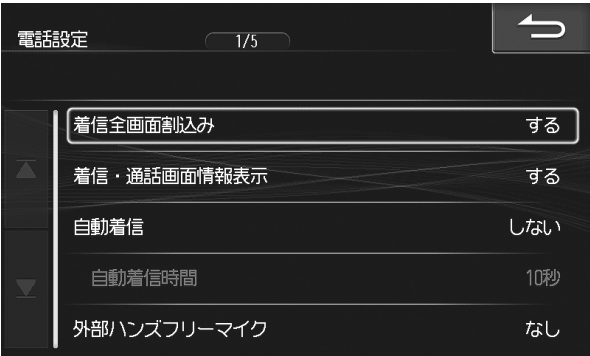 電話設定 1/5
着信全画面割込み する
着信・通話画面情報表示 する
自動着信 しない
自動着信時間 10秒
外部ハンズフリーマイク なし